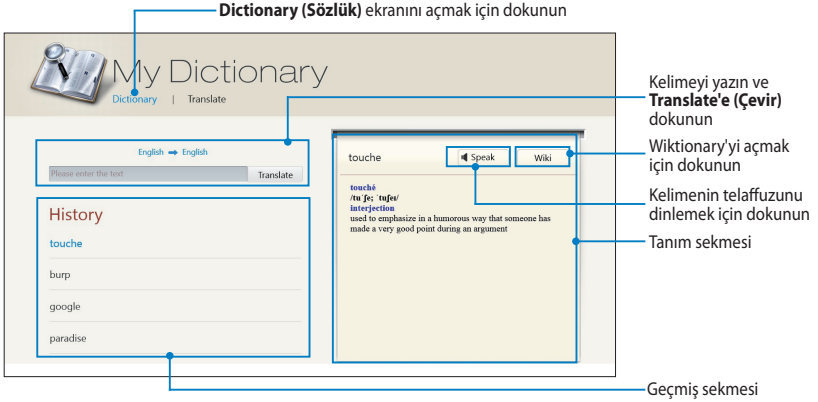 Dictionary (Sözlük) ekranını açmak için dokunun
My Dictionary
Dictionary | Translate
Kelimeyi yazın ve
Translate'e (Çevir)
dokunun
English → English
Please enter the text
Translate
touche
Speak
Wiki
Wiktionary'yi açmak
için dokunun
touché
/tuˈʃe; ˈtuʃeɪ/
interjection
used to emphasize in a humorous way that someone has
made a very good point during an argument
Kelimenin telaffuzunu
dinlemek için dokunun
Tanım sekmesi
History
touche
burp
google
paradise
Geçmiş sekmesi